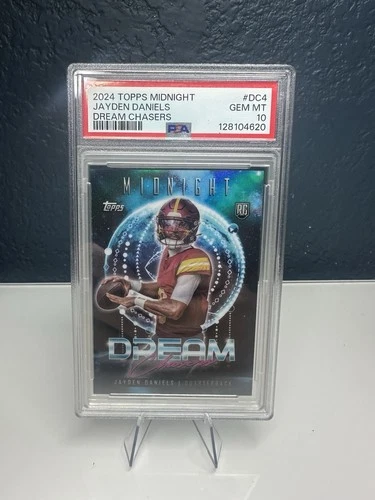 2024 TOPPS MIDNIGHT #DC4
JAYDEN DANIELS GEM MT
DREAM CHASERS PSA 10
128104620
MIDNIGHT
Topps RC
DREAM
Chasers
JAYDEN DANIELS / QUARTERBACK